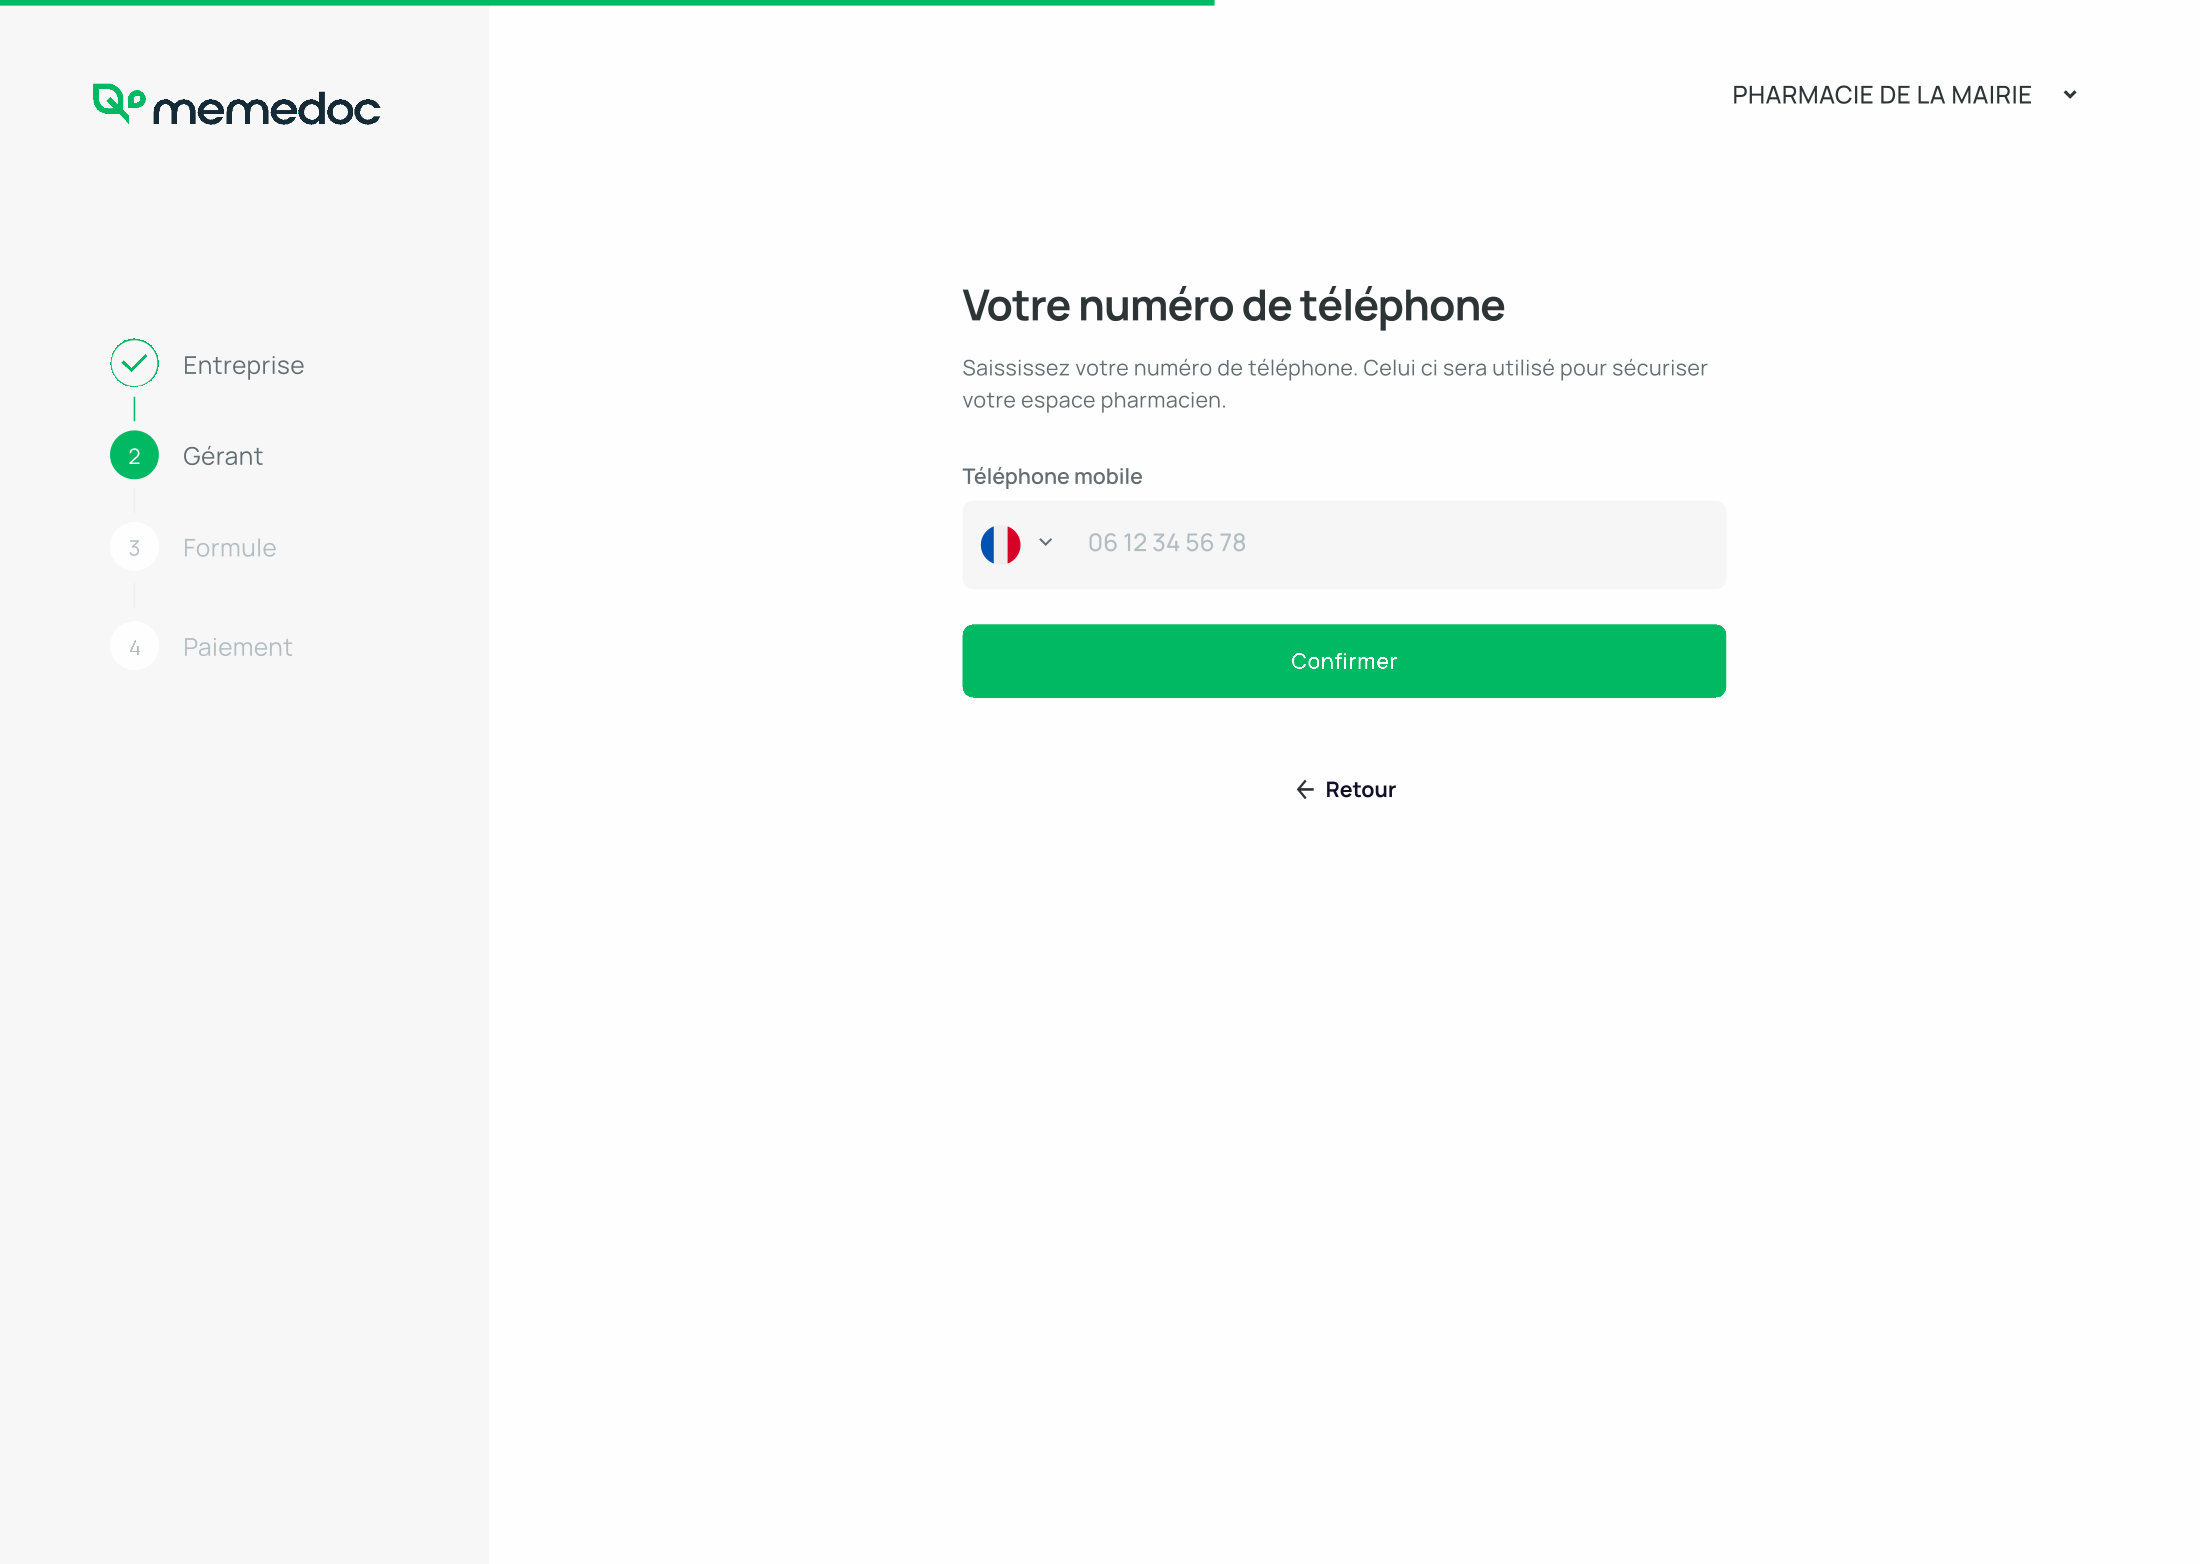 memedoc
PHARMACIE DE LA MAIRIE
Entreprise
2 Gérant
3 Formule
4 Paiement
Votre numéro de téléphone
Saississez votre numéro de téléphone. Celui ci sera utilisé pour sécuriser
votre espace pharmacien.
Téléphone mobile
06 12 34 56 78
Confirmer
Retour